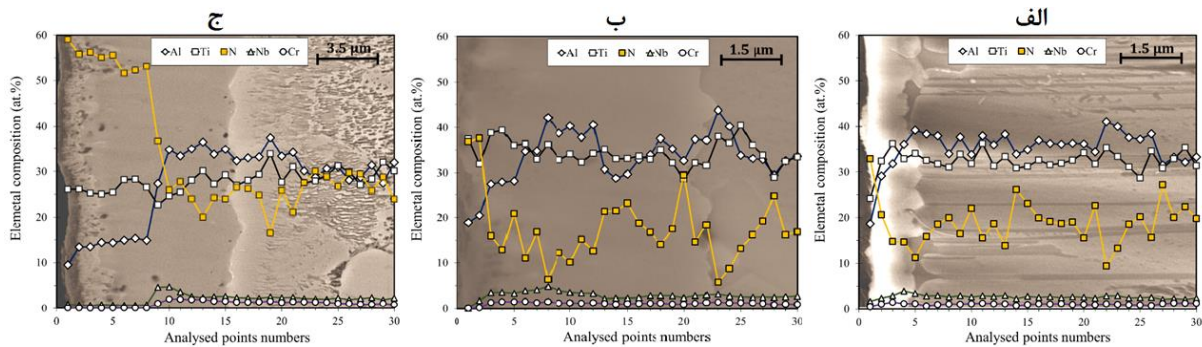 ج
ب
الف
Elemetal composition (at.%)
60
50
40
30
20
10
0
Al Ti N Nb Cr
3.5 µm
0 5 10 15 20 25 30
Analysed points numbers
Elemetal composition (at.%)
60
50
40
30
20
10
0
Al Ti N Nb Cr
1.5 µm
0 5 10 15 20 25 30
Analysed points numbers
Elemetal composition (at.%)
60
50
40
30
20
10
0
Al Ti N Nb Cr
1.5 µm
0 5 10 15 20 25 30
Analysed points numbers